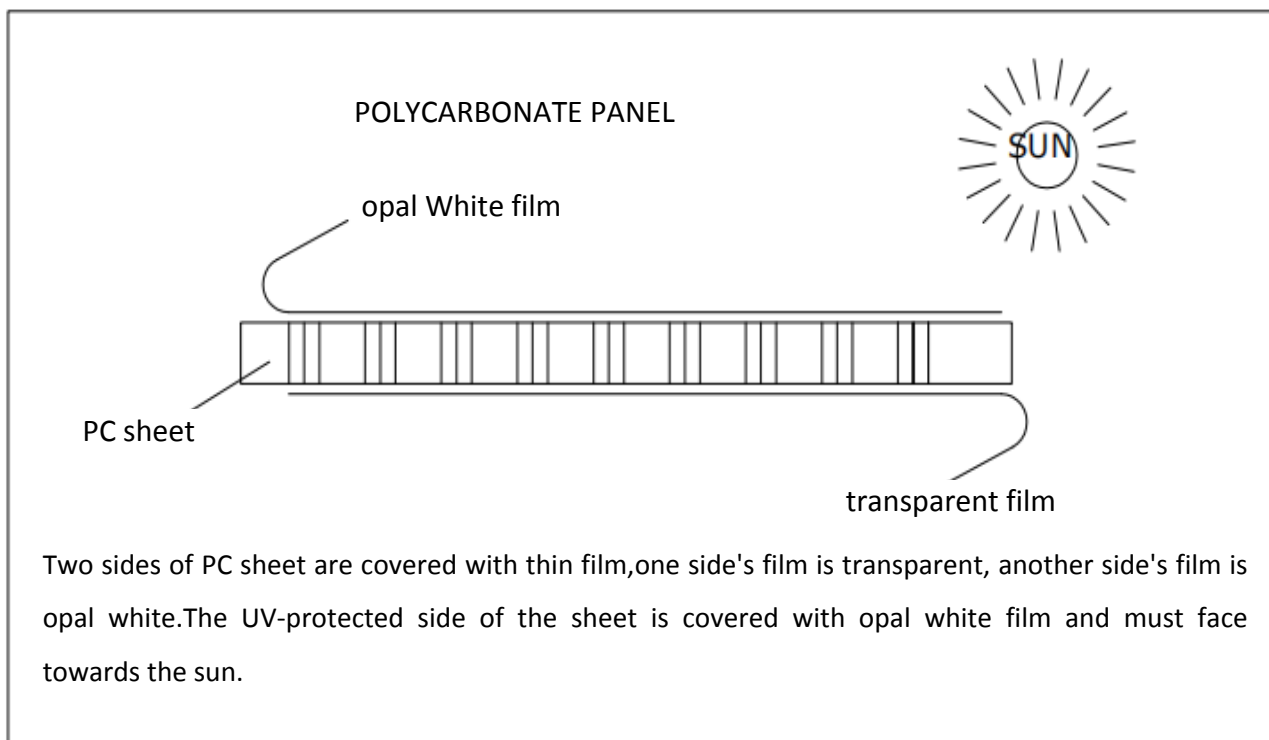 POLYCARBONATE PANEL
SUN
opal White film
PC sheet
transparent film
Two sides of PC sheet are covered with thin film,one side's film is transparent, another side's film is
opal white.The UV-protected side of the sheet is covered with opal white film and must face
towards the sun.